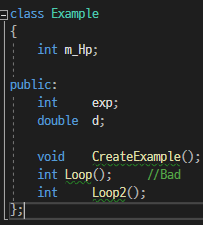 class Example
{
int m_Hp;
public:
int exp;
double d;
void CreateExample();
int Loop(); //Bad
int Loop2();
};